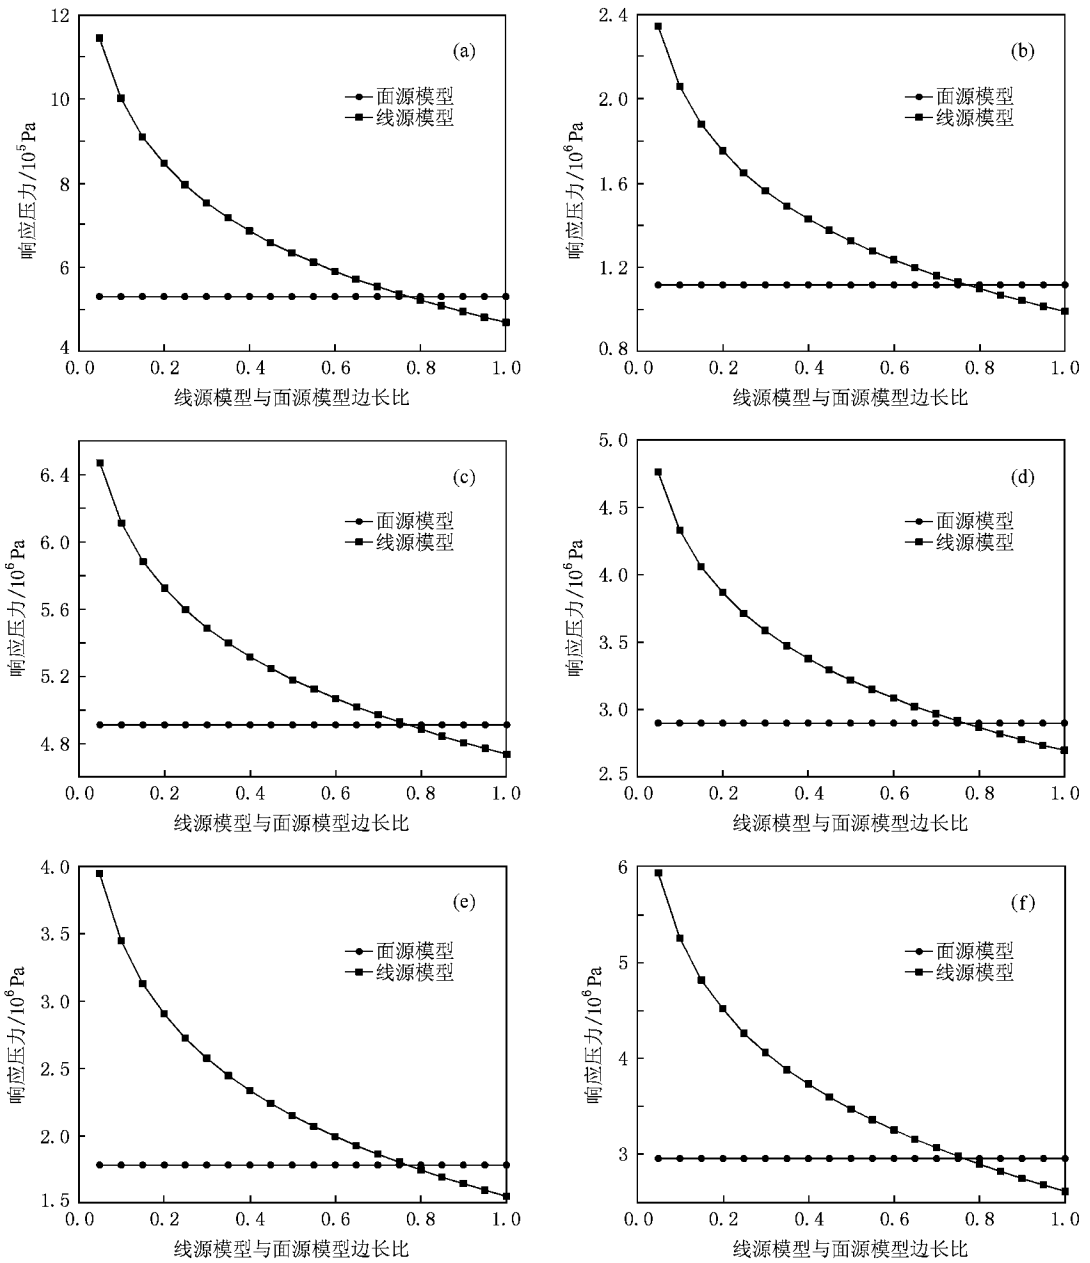 12
10
8
6
4
响应压力/10⁵Pa
(a)
面源模型
线源模型
0.0 0.2 0.4 0.6 0.8 1.0
线源模型与面源模型边长比
2.4
2.0
1.6
1.2
0.8
响应压力/10⁶Pa
(b)
面源模型
线源模型
0.0 0.2 0.4 0.6 0.8 1.0
线源模型与面源模型边长比
6.4
6.0
5.6
5.2
4.8
响应压力/10⁶Pa
(c)
面源模型
线源模型
0.0 0.2 0.4 0.6 0.8 1.0
线源模型与面源模型边长比
5.0
4.5
4.0
3.5
3.0
2.5
响应压力/10⁶Pa
(d)
面源模型
线源模型
0.0 0.2 0.4 0.6 0.8 1.0
线源模型与面源模型边长比
4.0
3.5
3.0
2.5
2.0
1.5
响应压力/10⁶Pa
(e)
面源模型
线源模型
0.0 0.2 0.4 0.6 0.8 1.0
线源模型与面源模型边长比
6
5
4
3
响应压力/10⁶Pa
(f)
面源模型
线源模型
0.0 0.2 0.4 0.6 0.8 1.0
线源模型与面源模型边长比